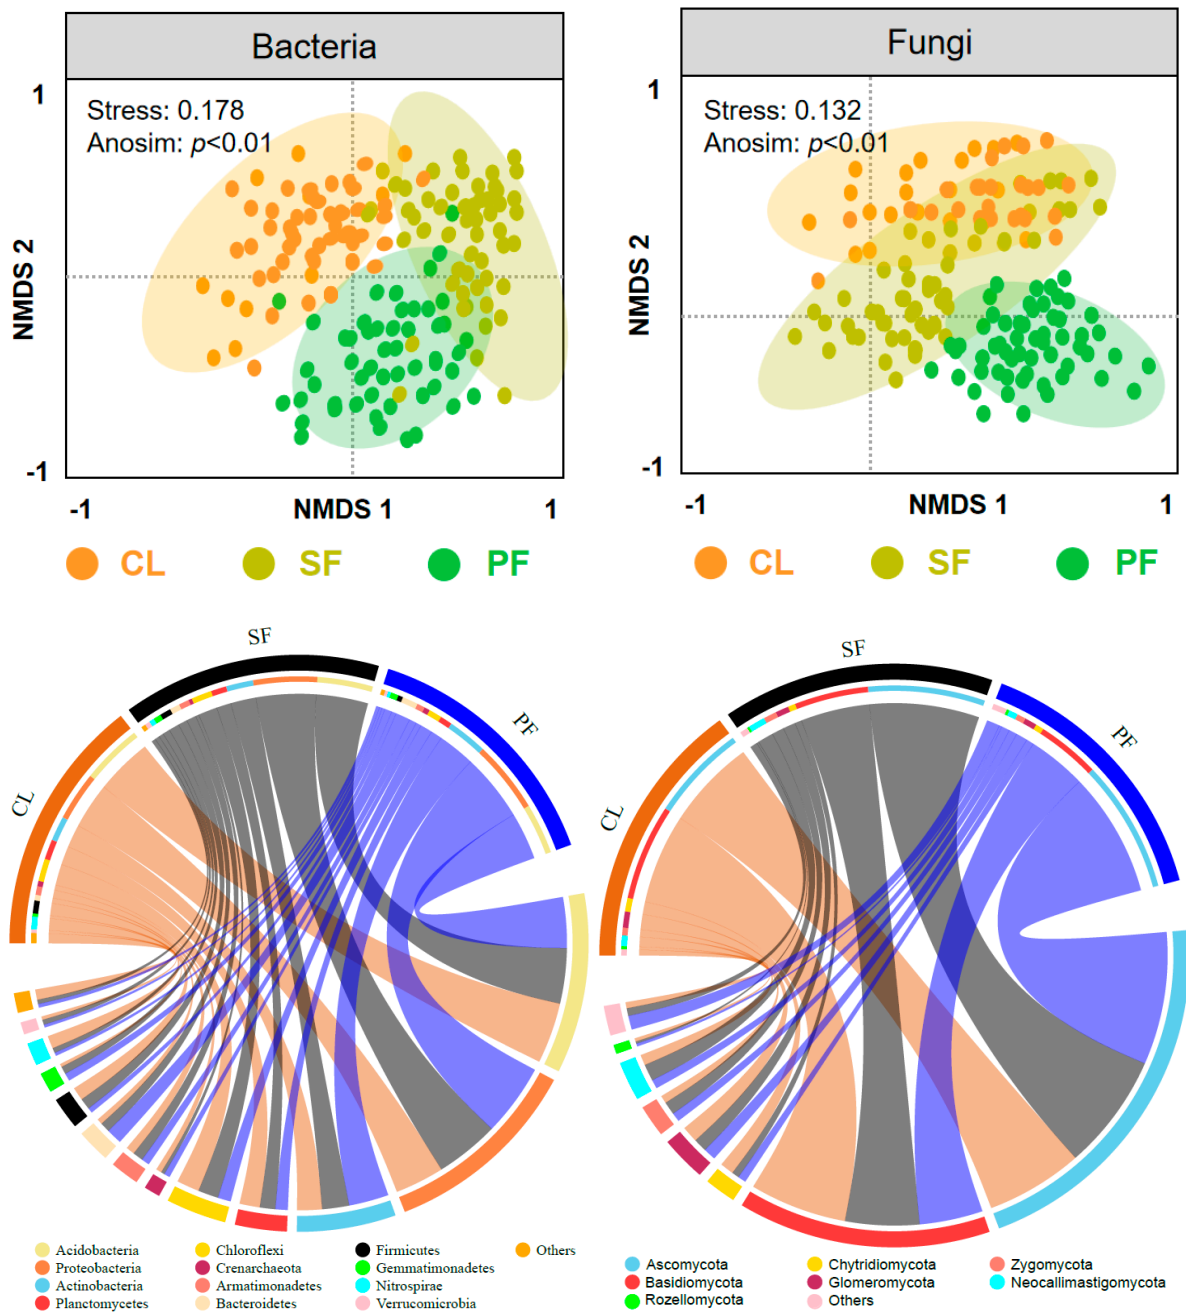 Bacteria
1
Stress: 0.178
Anosim: p<0.01
NMDS 2
-1
-1
NMDS 1
1
CL
SF
PF
Fungi
1
Stress: 0.132
Anosim: p<0.01
NMDS 2
-1
-1
NMDS 1
1
CL
SF
PF
SF
PF
CL
Acidobacteria
Chloroflexi
Firmicutes
Others
Proteobacteria
Crenarchaeota
Gemmatimonadetes
Actinobacteria
Armatimonadetes
Nitrospirae
Planctomycetes
Bacteroidetes
Verrucomicrobia
SF
PF
CL
Ascomycota
Chytridiomycota
Zygomycota
Basidiomycota
Glomeromycota
Neocallimastigomycota
Rozellomycota
Others